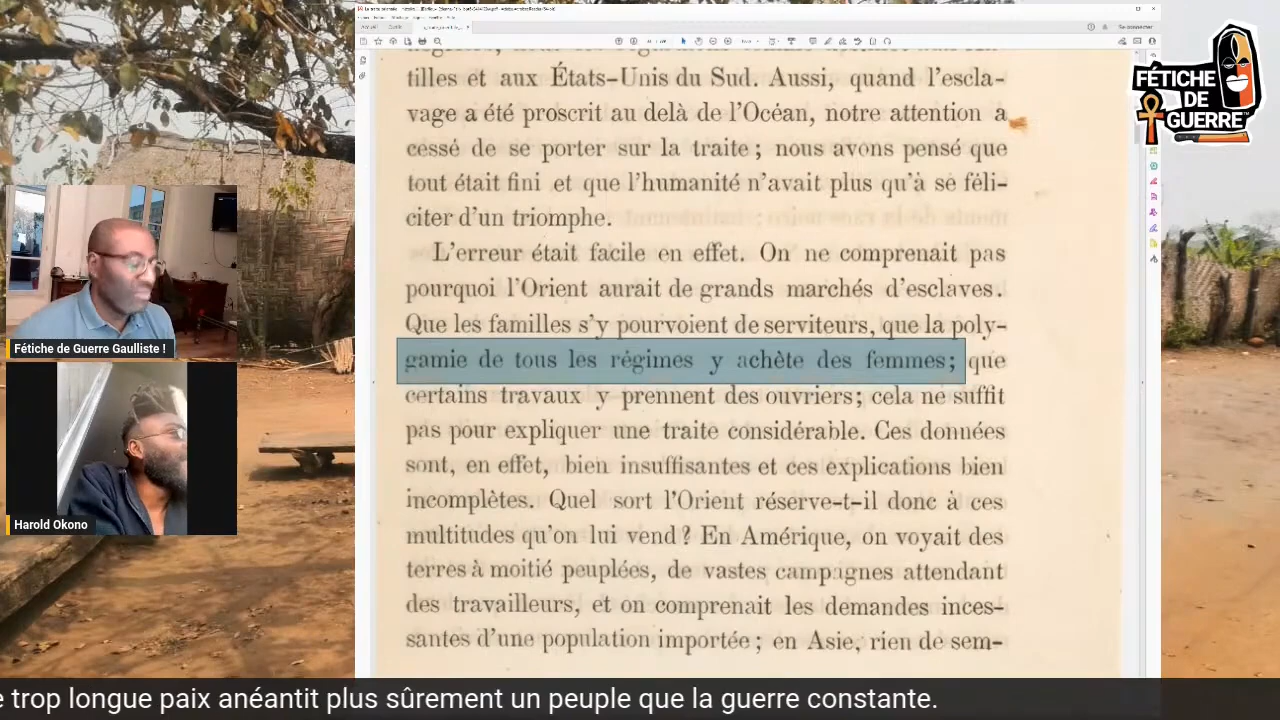 Se connecter
tilles et aux États-Unis du Sud. Aussi, quand l'escla-
vage a été proscrit au delà de l'Océan, notre attention a
cessé de se porter sur la traite; nous avons pensé que
tout était fini et que l'humanité n'avait plus qu'à se féli-
citer d'un triomphe.
L'erreur était facile en effet. On ne comprenait pas
pourquoi l'Orient aurait de grands marchés d'esclaves.
Que les familles s'y pourvoient de serviteurs, que la poly-
gamie de tous les régimes y achète des femmes; que
certains travaux y prennent des ouvriers; cela ne suffit
pas pour expliquer une traite considérable. Ces données
sont, en effet, bien insuffisantes et ces explications bien
incomplètes. Quel sort l'Orient réserve-t-il donc à ces
multitudes qu'on lui vend? En Amérique, on voyait des
terres à moitié peuplées, de vastes campagnes attendant
des travailleurs, et on comprenait les demandes inces-
santes d'une population importée; en Asie, rien de sem-
FÉTICHE
DE
GUERRE
Fétiche de Guerre Gaulliste !
Harold Okono
e trop longue paix anéantit plus sûrement un peuple que la guerre constante.